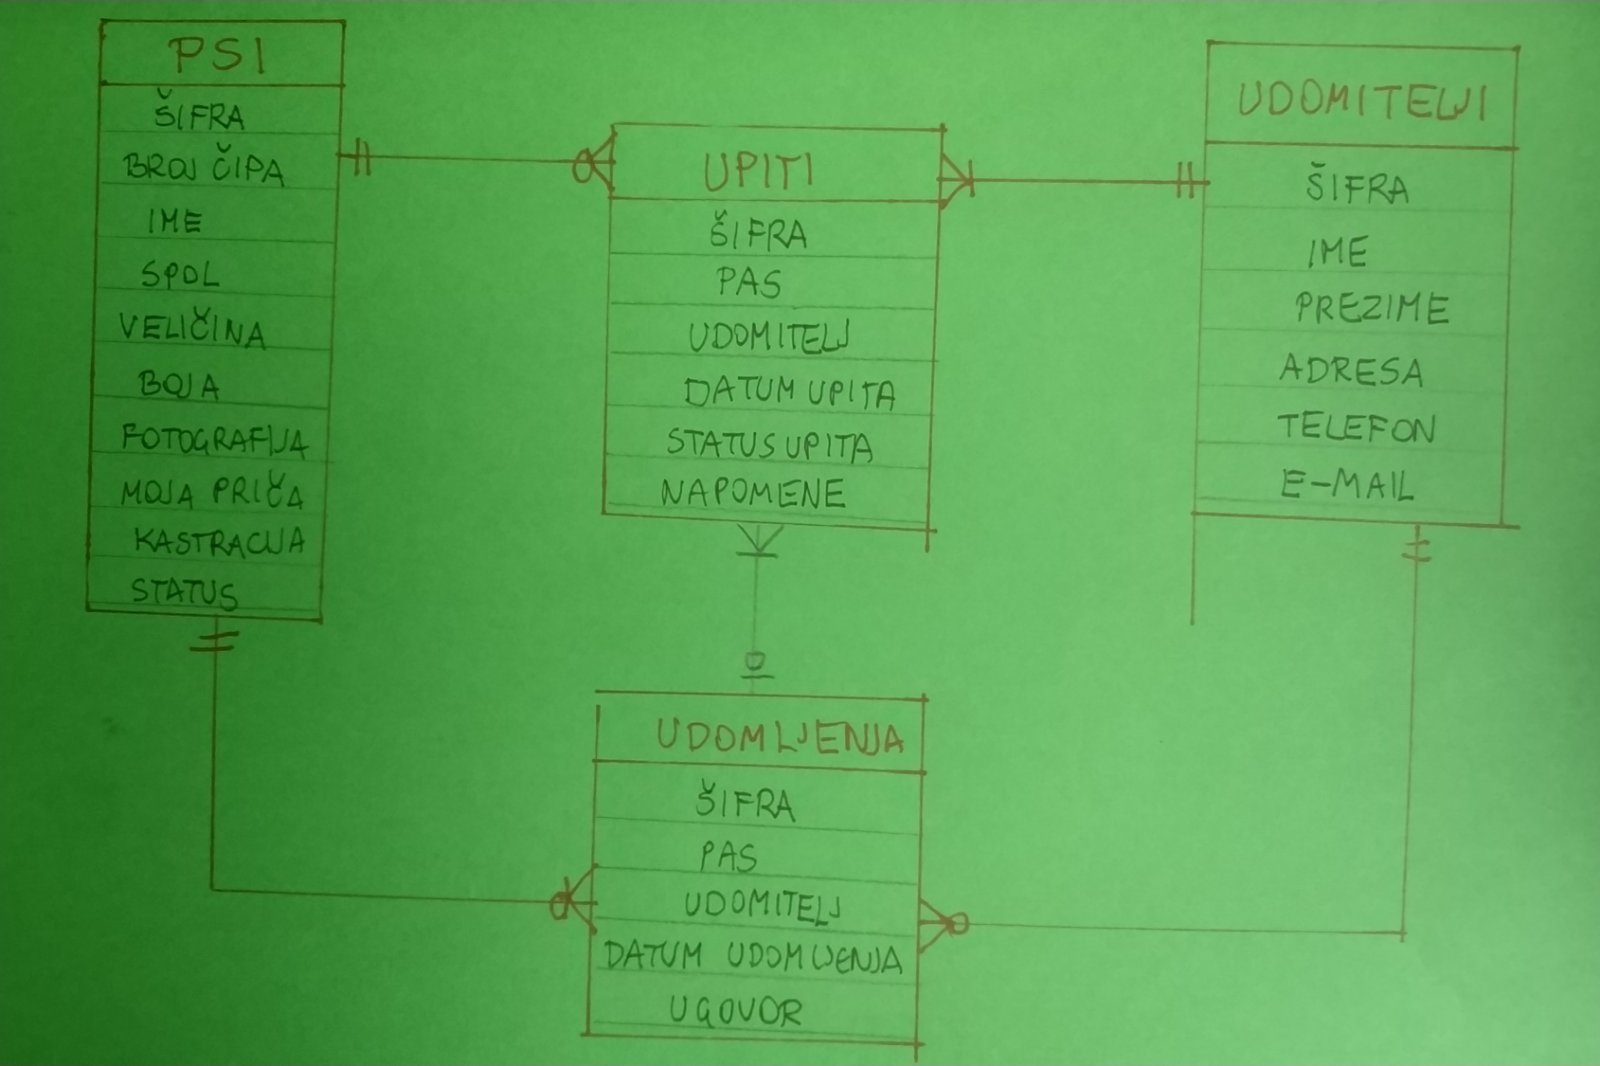 PSI
ŠIFRA
BROJ ČIPA
IME
SPOL
VELIČINA
BOJA
FOTOGRAFIJA
MOJA PRIČA
KASTRACIJA
STATUS
UPITI
ŠIFRA
PAS
UDOMITELJ
DATUM UPITA
STATUS UPITA
NAPOMENE
UDOMITELJI
ŠIFRA
IME
PREZIME
ADRESA
TELEFON
E-MAIL
UDOMLJENJA
ŠIFRA
PAS
UDOMITELJ
DATUM UDOMLJENJA
UGOVOR